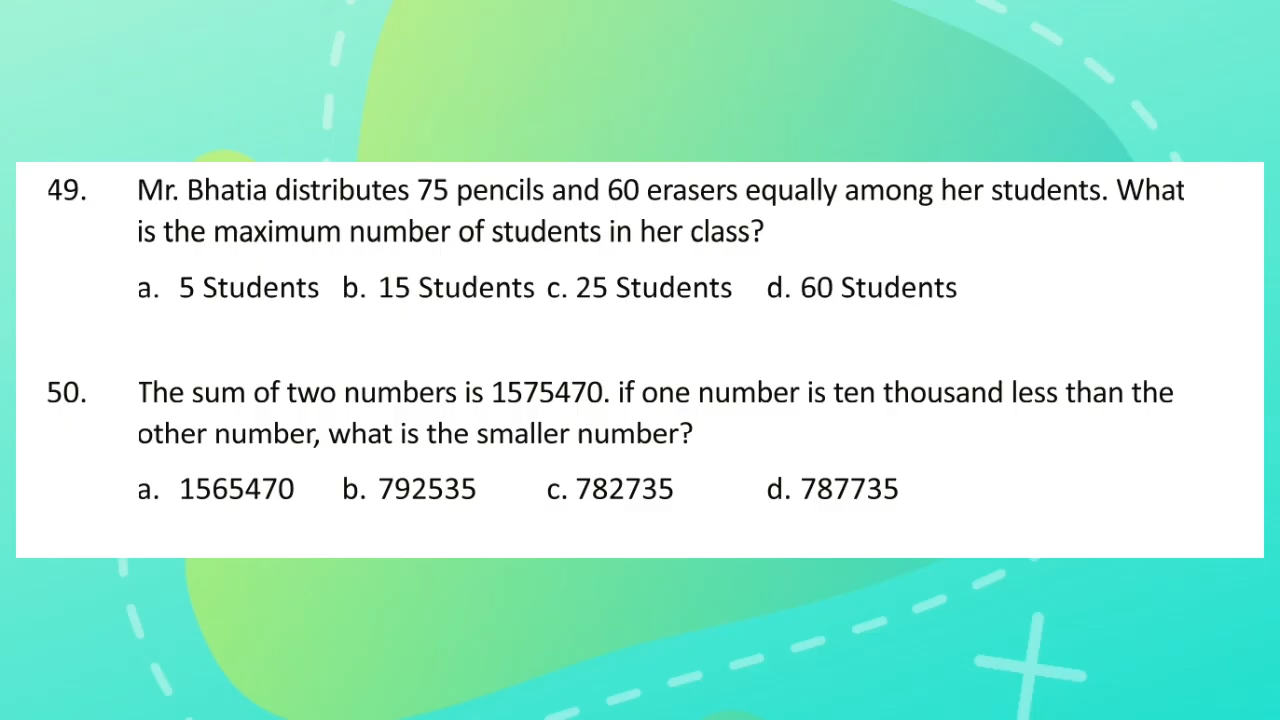 49. Mr. Bhatia distributes 75 pencils and 60 erasers equally among her students. What
is the maximum number of students in her class?
a. 5 Students b. 15 Students c. 25 Students d. 60 Students
50. The sum of two numbers is 1575470. if one number is ten thousand less than the
other number, what is the smaller number?
a. 1565470 b. 792535 c. 782735 d. 787735